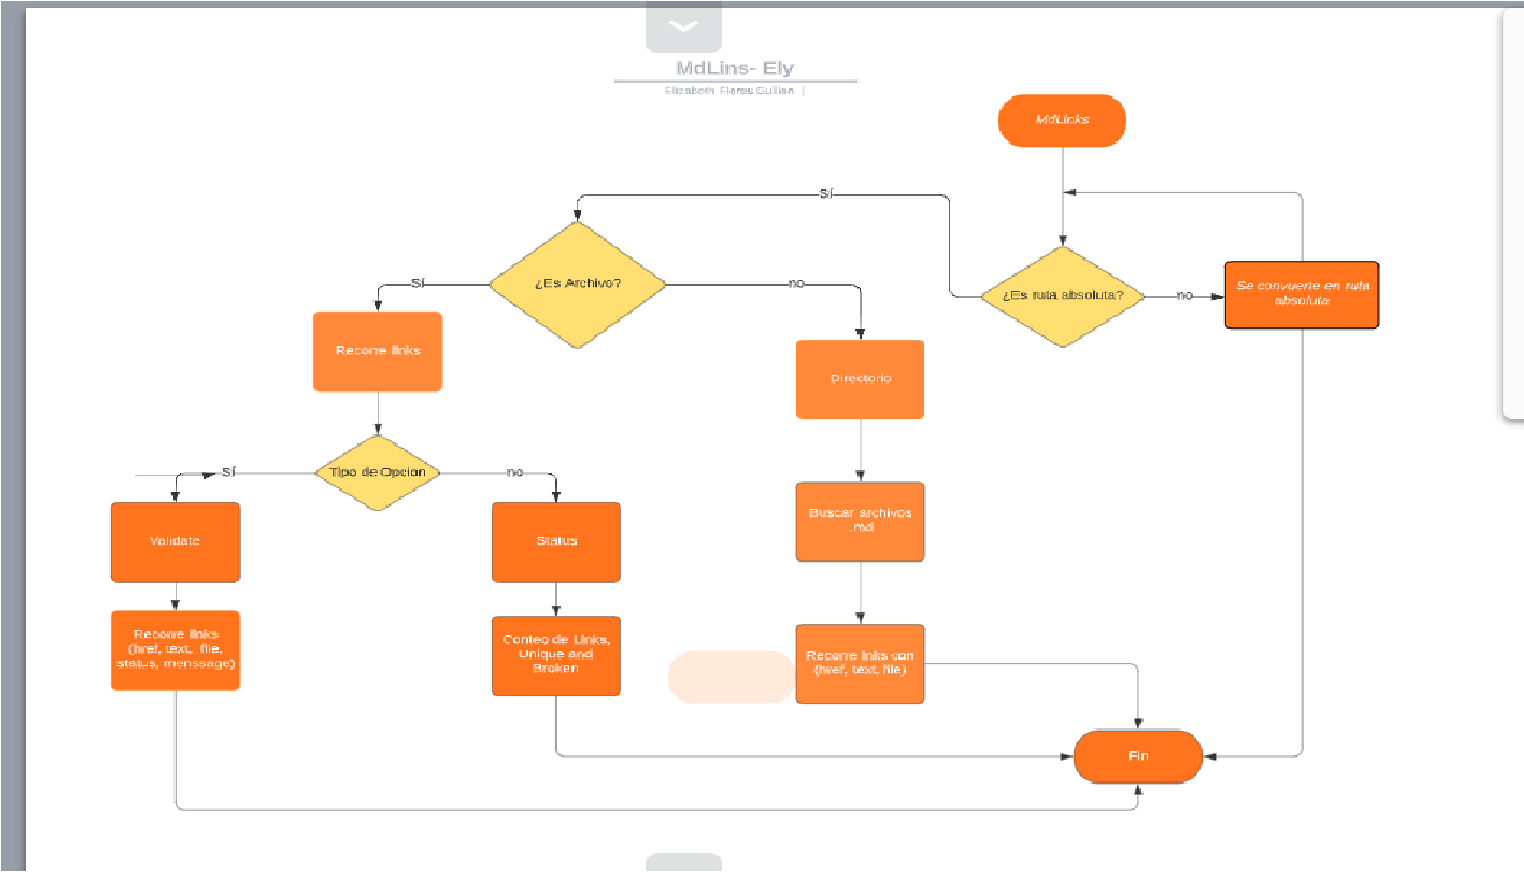 MdLins- Ely
Elizabeth Floros Guillen
MdLinks
Sí
¿Es Archivo?
Sí
no
¿Es ruta absoluta?
no
Se convuerte en ruta
absoluta
Recorre links
Directorio
Tipo de Opcion
Sí
no
Validate
Status
Buscar archivos
.md
Recorre links
(href, text, file,
status, menssage)
Conteo de Links,
Unique and
Broken
Recorre links con
(href, text, file)
Fin